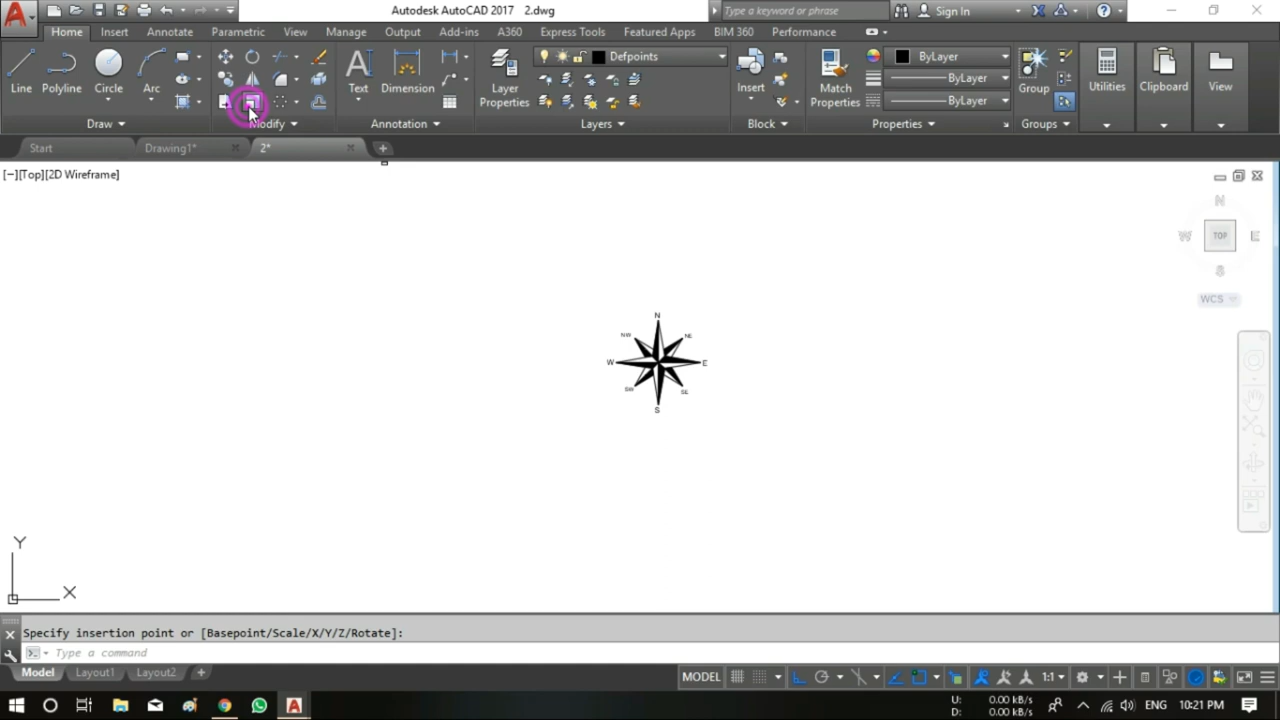 Autodesk AutoCAD 2017 2.dwg
Type a keyword or phrase
Sign In
Home Insert Annotate Parametric View Manage Output Add-ins A360 Express Tools Featured Apps BIM 360 Performance
Line Polyline Circle Arc
Text Dimension
Layer Properties
Defpoints
Insert
Match Properties
ByLayer
ByLayer
ByLayer
Group
Utilities
Clipboard
View
Draw Modify Annotation Layers Block Properties Groups
Start Drawing1* 2*
[−][Top][2D Wireframe]
N
W TOP E
S
WCS
N
NW NE
W E
SW SE
S
Y
X
Specify insertion point or [Basepoint/Scale/X/Y/Z/Rotate]:
Type a command
Model Layout1 Layout2
MODEL 1:1
U: 0.00 kB/s
D: 0.00 kB/s
ENG 10:21 PM